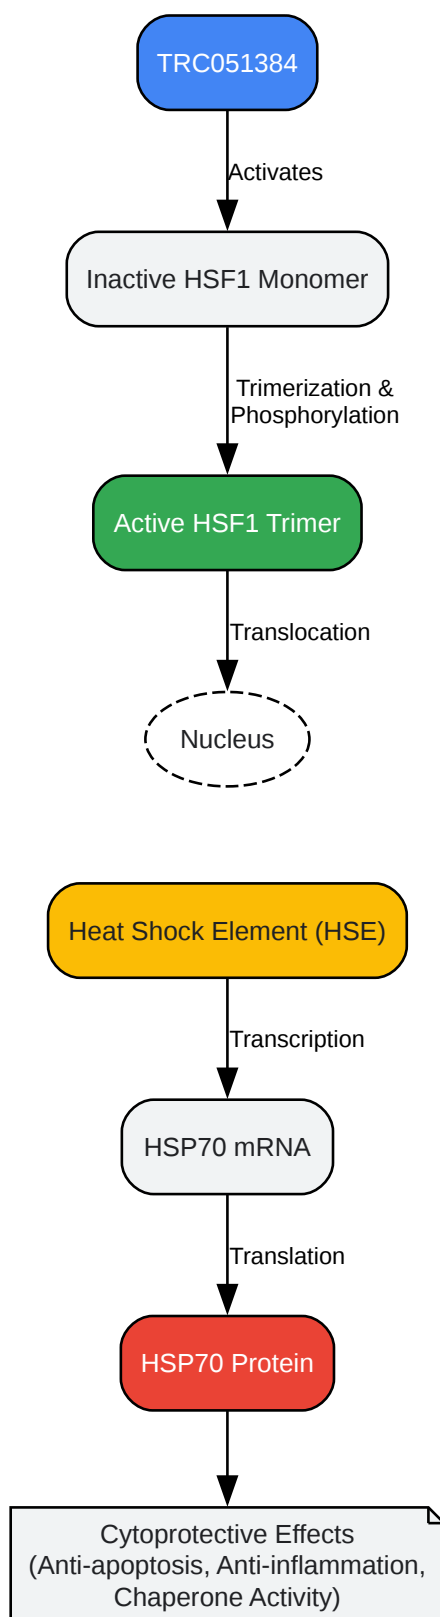 TRC051384
Activates
Inactive HSF1 Monomer
Trimerization &
Phosphorylation
Active HSF1 Trimer
Translocation
Nucleus
Heat Shock Element (HSE)
Transcription
HSP70 mRNA
Translation
HSP70 Protein
Cytoprotective Effects
(Anti-apoptosis, Anti-inflammation,
Chaperone Activity)